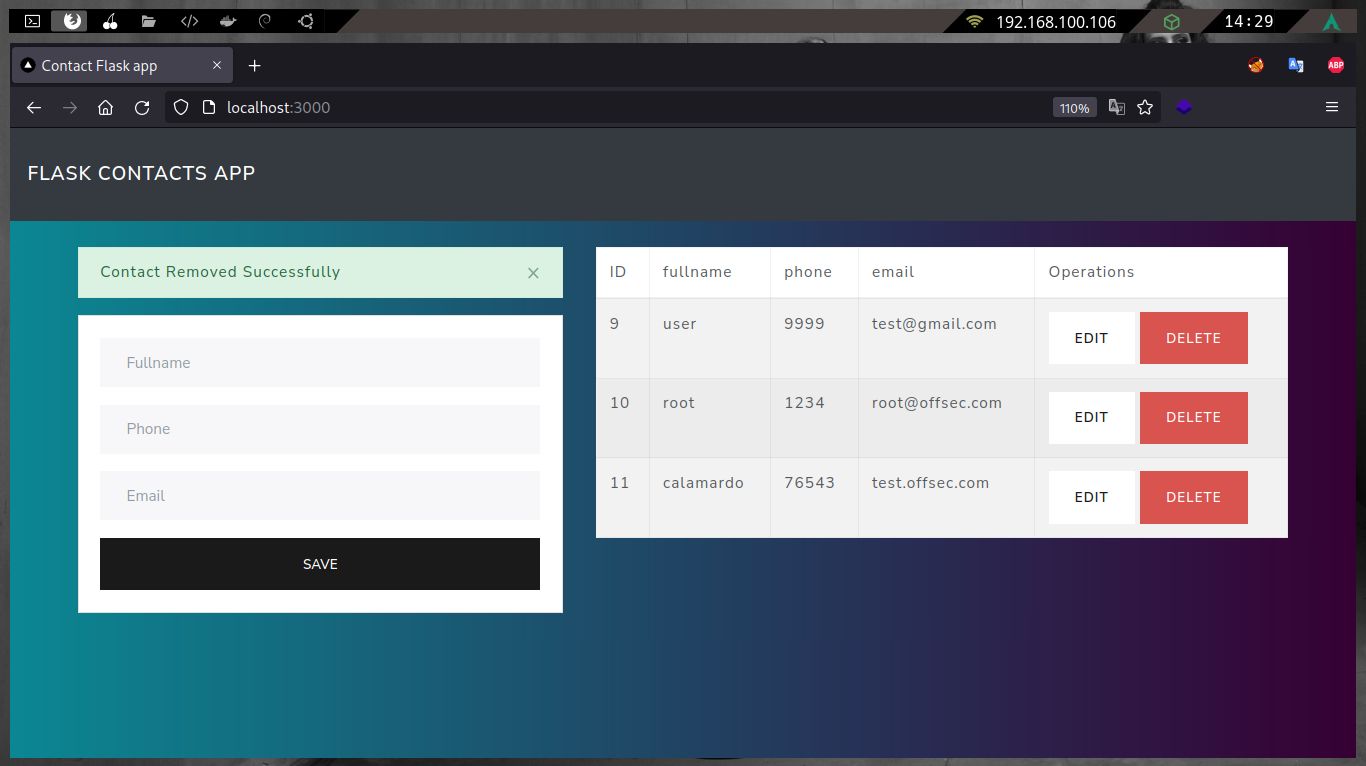 192.168.100.106
14:29
Contact Flask app
ABP
localhost:3000
110%
FLASK CONTACTS APP
Contact Removed Successfully
Fullname
Phone
Email
SAVE
ID fullname phone email Operations
9 user 9999 test@gmail.com EDIT DELETE
10 root 1234 root@offsec.com EDIT DELETE
11 calamardo 76543 test.offsec.com EDIT DELETE